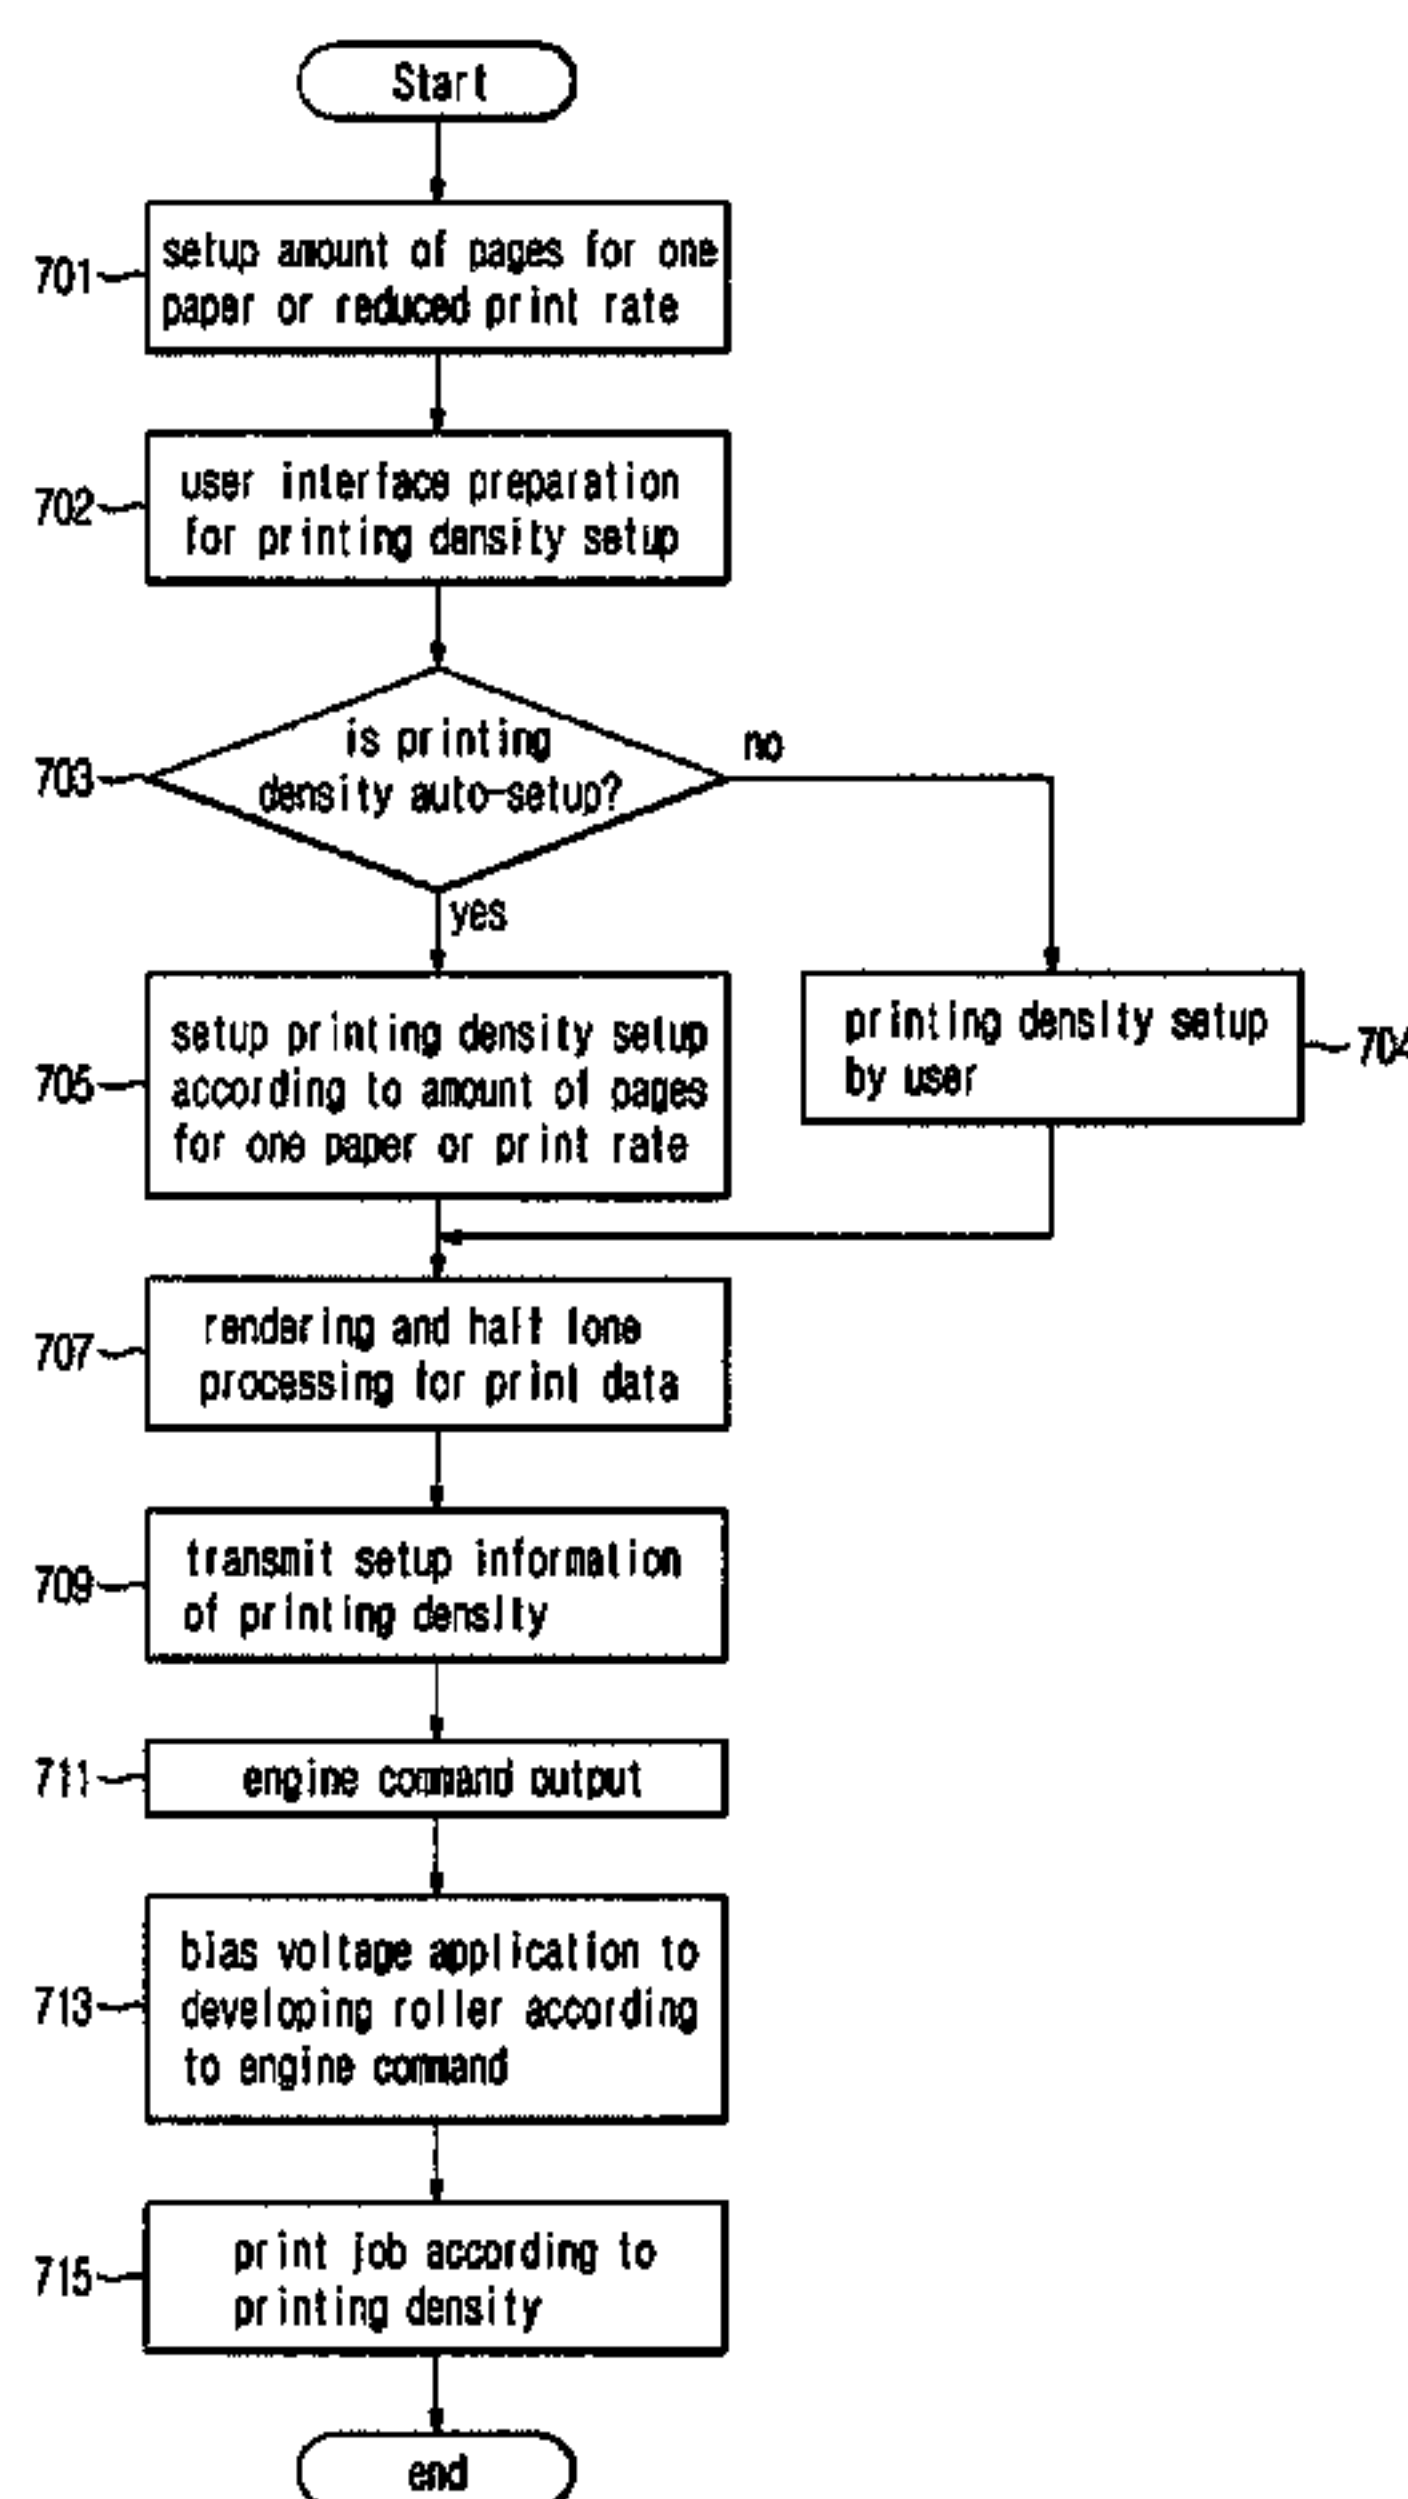 Start
701
setup amount of pages for one
paper or reduced print rate
702
user interface preparation
for printing density setup
703
is printing
density auto-setup?
no
yes
705
setup printing density setup
according to amount of pages
for one paper or print rate
printing density setup
by user
704
707
rendering and half tone
processing for print data
709
transmit setup information
of printing density
711
engine command output
713
bias voltage application to
developing roller according
to engine command
715
print job according to
printing density
end